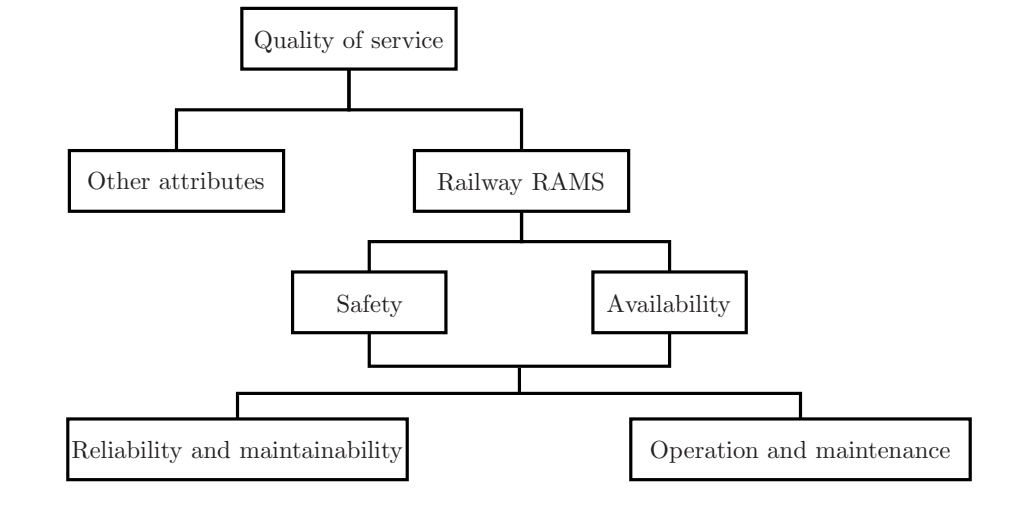 Quality of service
Other attributes
Railway RAMS
Safety
Availability
Reliability and maintainability
Operation and maintenance